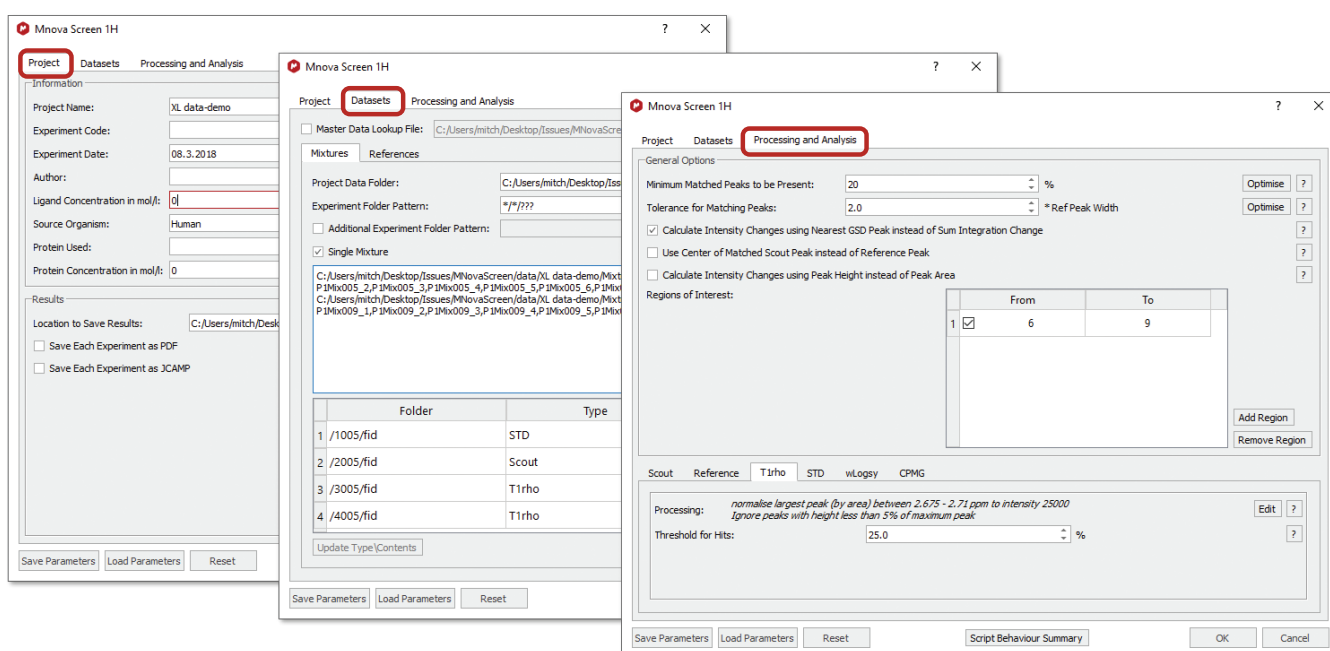 Mnova Screen 1H
?
Project Datasets Processing and Analysis
Information
Project Name: XL data-demo
Experiment Code:
Experiment Date: 08.3.2018
Author:
Ligand Concentration in mol/l: 0
Source Organism: Human
Protein Used:
Protein Concentration in mol/l: 0
Results
Location to Save Results: C:/Users/mitch/Desk
Save Each Experiment as PDF
Save Each Experiment as JCAMP
Save Parameters Load Parameters Reset
Mnova Screen 1H
?
Project Datasets Processing and Analysis
Master Data Lookup File: C:/Users/mitch/Desktop/Issues/MNovaScre
Mixtures References
Project Data Folder: C:/Users/mitch/Desktop/Iss
Experiment Folder Pattern: */*/???
Additional Experiment Folder Pattern:
Single Mixture
C:/Users/mitch/Desktop/Issues/MNovaScreen/data/XL data-demo/Mixt
P1Mix005_2,P1Mix005_3,P1Mix005_4,P1Mix005_5,P1Mix005_6,P1Mix
C:/Users/mitch/Desktop/Issues/MNovaScreen/data/XL data-demo/Mixt
P1Mix009_1,P1Mix009_2,P1Mix009_3,P1Mix009_4,P1Mix009_5,P1Mix
Folder Type
1 /1005/fid STD
2 /2005/fid Scout
3 /3005/fid T1rho
4 /4005/fid T1rho
Update Type\Contents
Save Parameters Load Parameters Reset
Mnova Screen 1H
?
Project Datasets Processing and Analysis
General Options
Minimum Matched Peaks to be Present: 20 % Optimise ?
Tolerance for Matching Peaks: 2.0 * Ref Peak Width Optimise ?
Calculate Intensity Changes using Nearest GSD Peak instead of Sum Integration Change ?
Use Center of Matched Scout Peak instead of Reference Peak ?
Calculate Intensity Changes using Peak Height instead of Peak Area ?
Regions of Interest:
From To
1 6 9
Add Region
Remove Region
Scout Reference T1rho STD wLogsy CPMG
Processing: normalise largest peak (by area) between 2.675 - 2.71 ppm to intensity 25000
Ignore peaks with height less than 5% of maximum peak
Edit ?
Threshold for Hits: 25.0 % ?
Save Parameters Load Parameters Reset Script Behaviour Summary OK Cancel